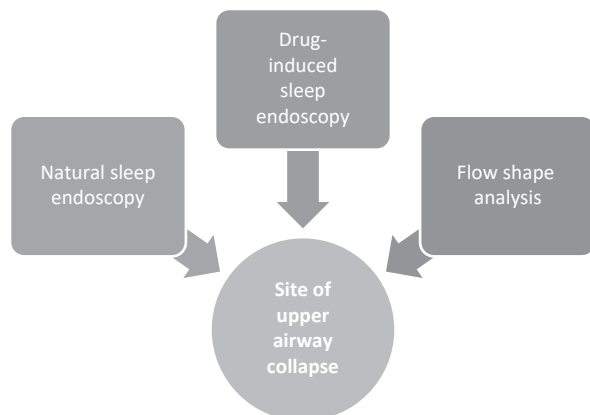 Drug-
induced
sleep
endoscopy
Natural sleep
endoscopy
Flow shape
analysis
Site of
upper
airway
collapse